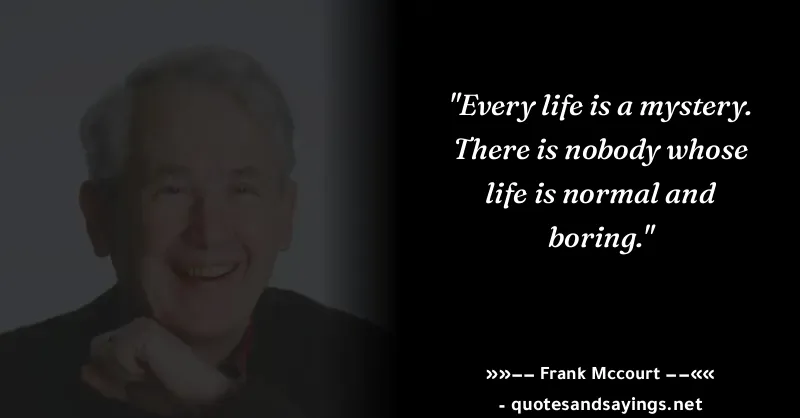 "Every life is a mystery.
There is nobody whose
life is normal and
boring."
»»−− Frank Mccourt −−««
- quotesandsayings.net